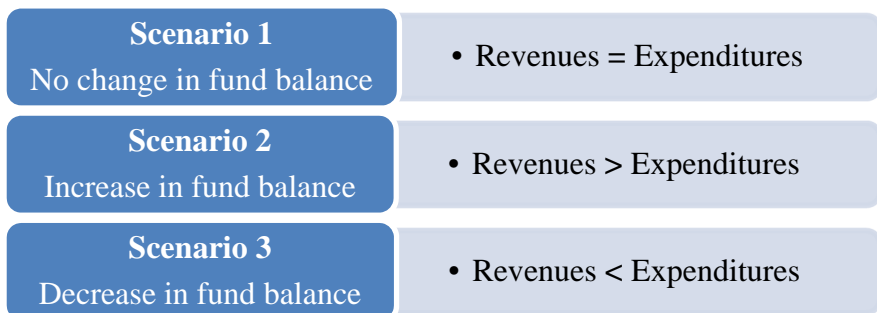 Scenario 1
No change in fund balance
• Revenues = Expenditures
Scenario 2
Increase in fund balance
• Revenues > Expenditures
Scenario 3
Decrease in fund balance
• Revenues < Expenditures